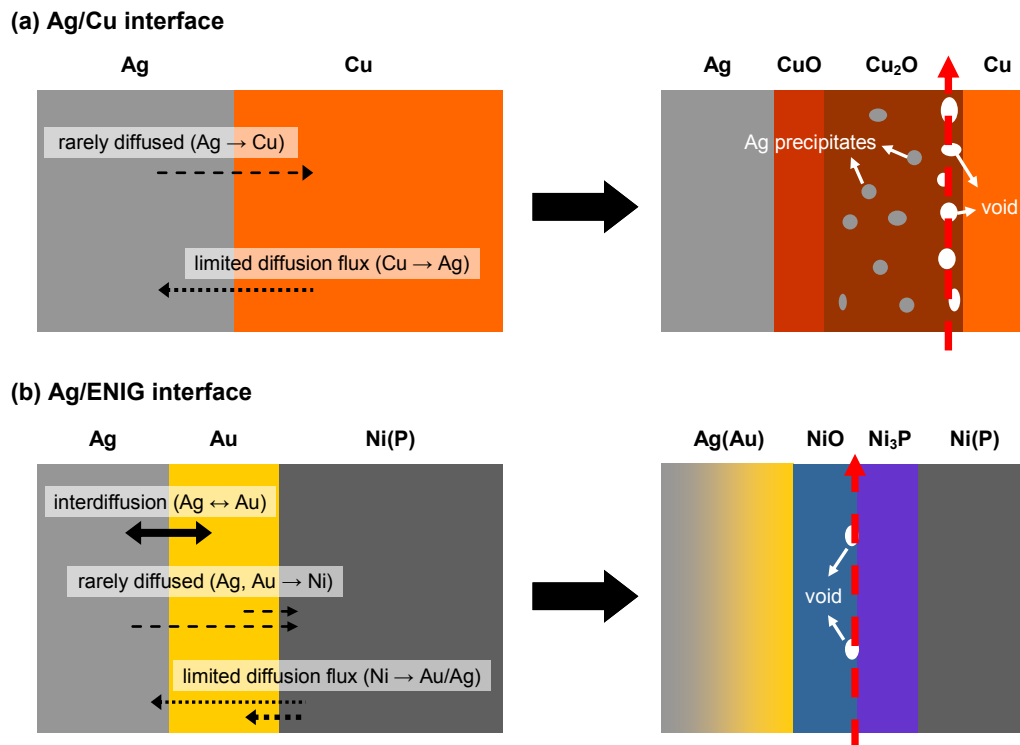 (a) Ag/Cu interface
Ag Cu
rarely diffused (Ag → Cu)
limited diffusion flux (Cu → Ag)
Ag CuO Cu₂O Cu
Ag precipitates
void
(b) Ag/ENIG interface
Ag Au Ni(P)
interdiffusion (Ag ↔ Au)
rarely diffused (Ag, Au → Ni)
limited diffusion flux (Ni → Au/Ag)
Ag(Au) NiO Ni₃P Ni(P)
void